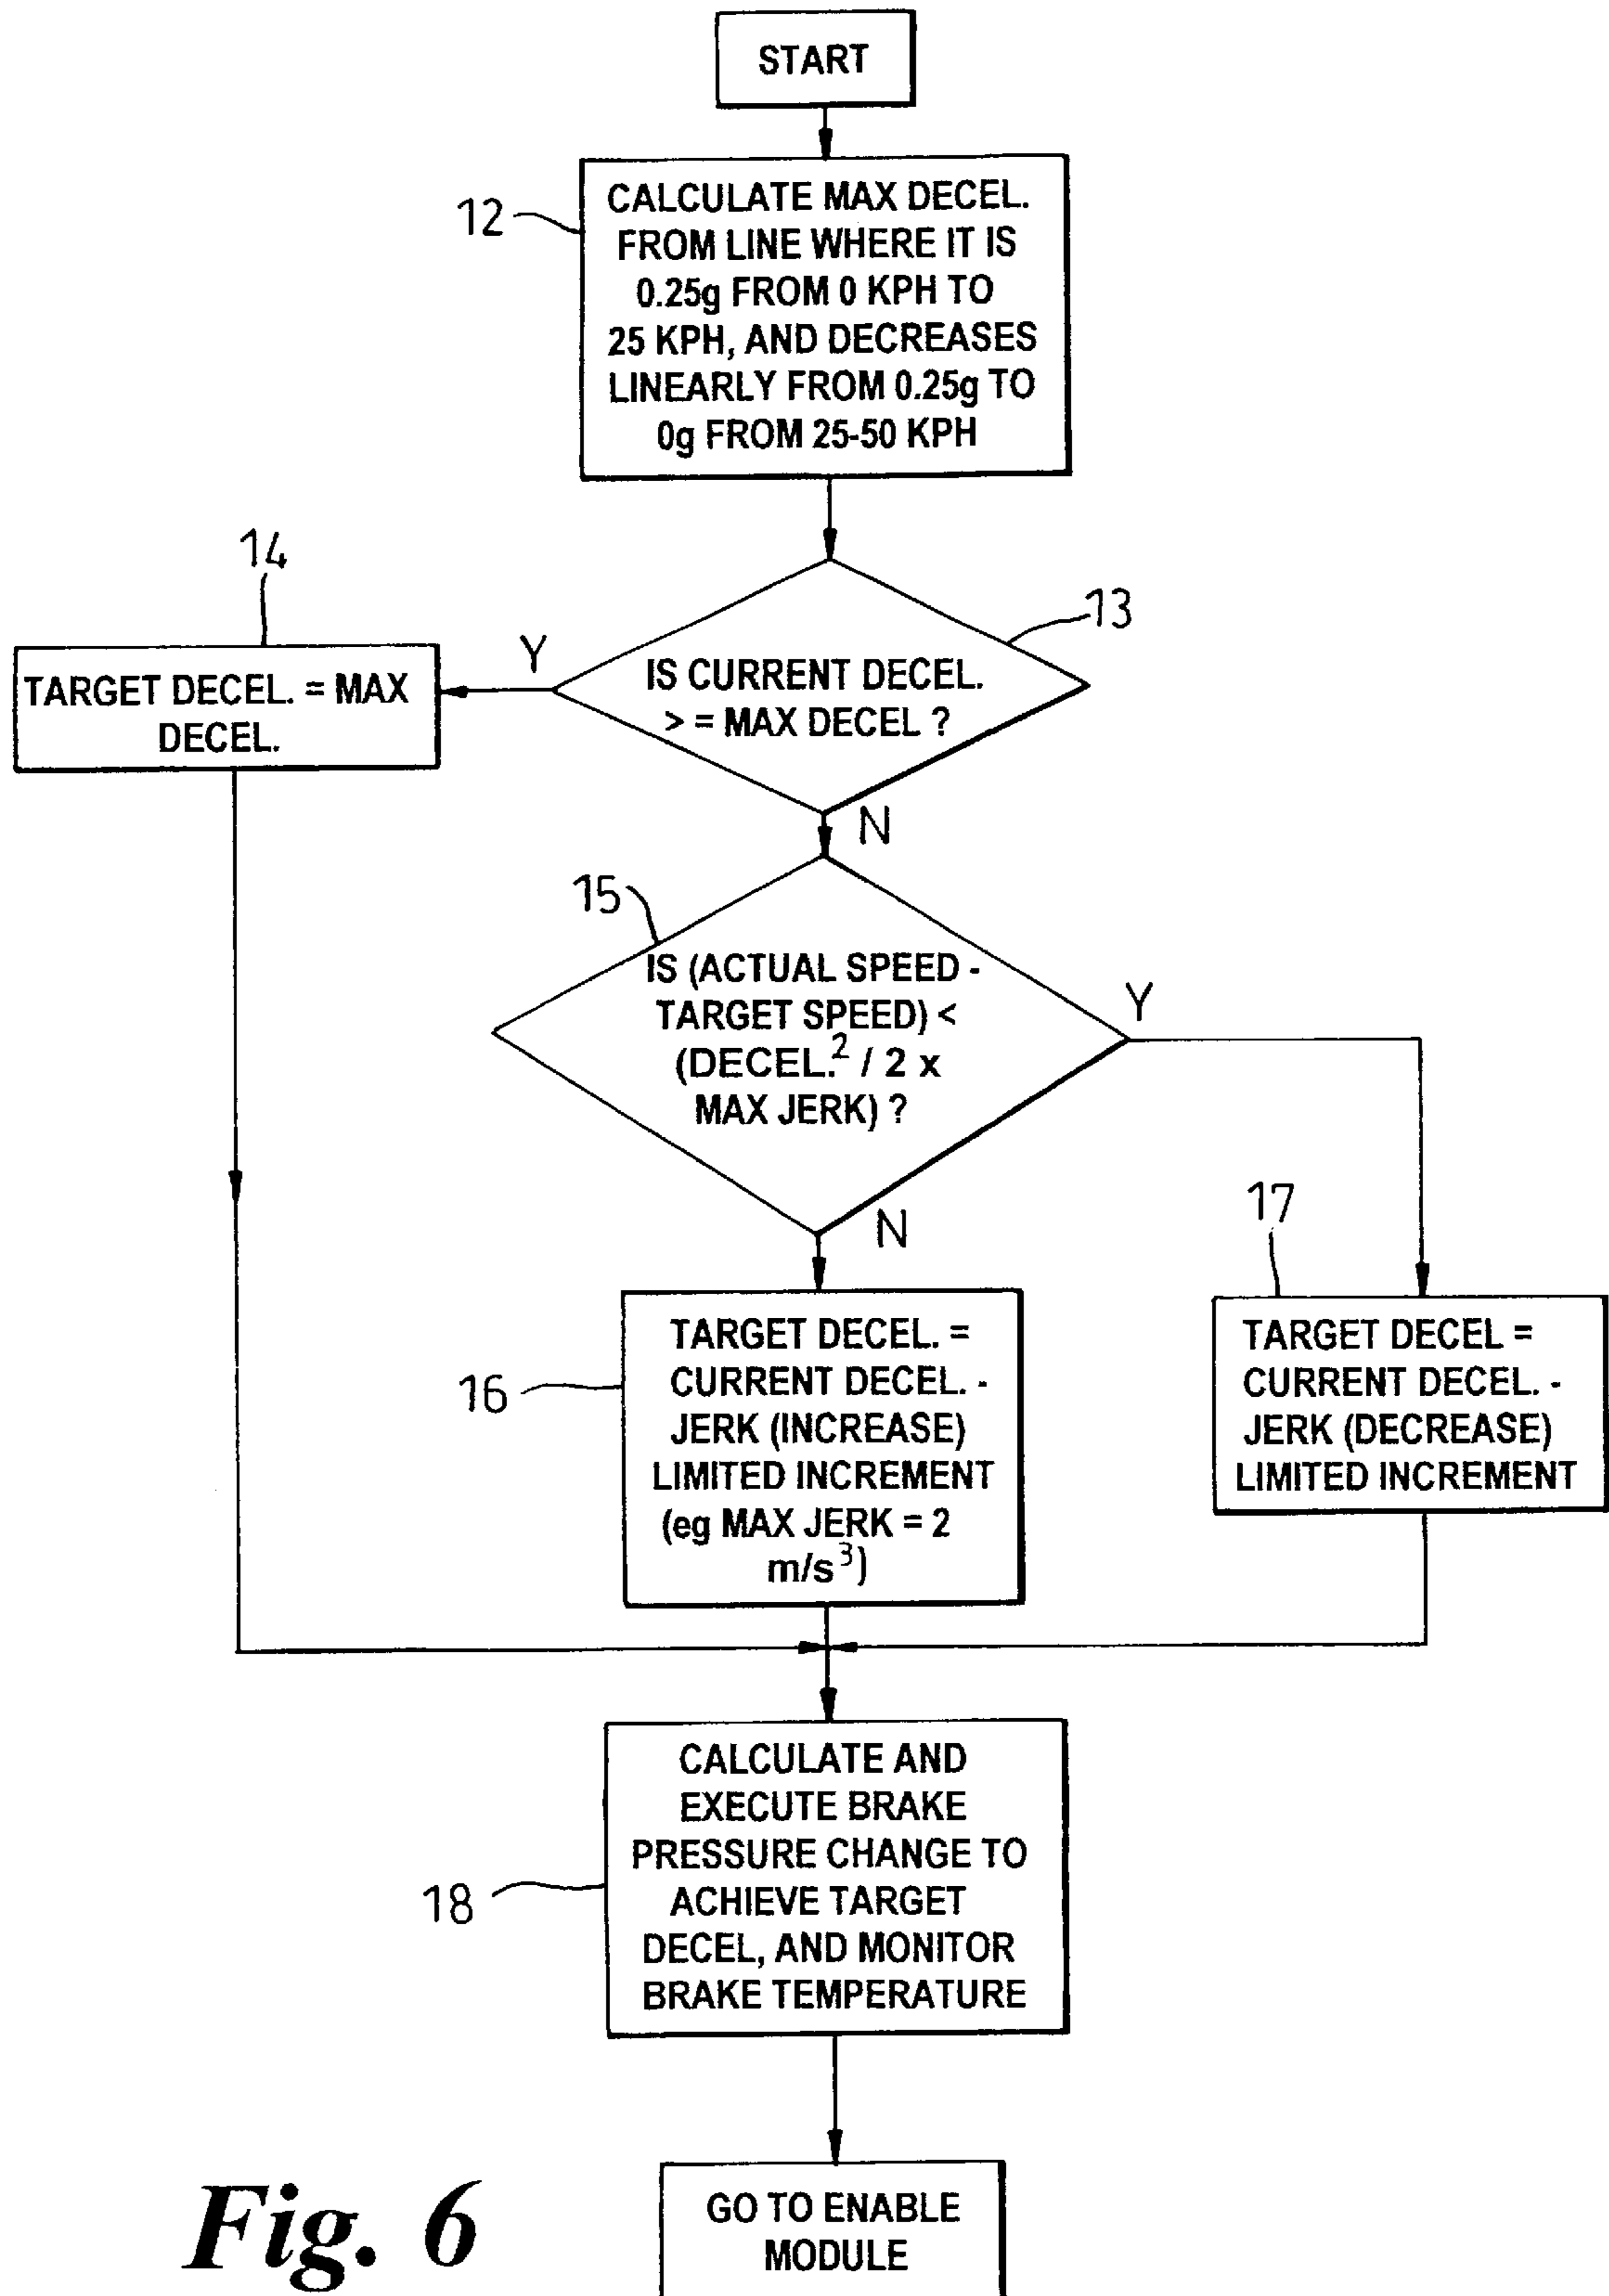 START
12
CALCULATE MAX DECEL.
FROM LINE WHERE IT IS
0.25g FROM 0 KPH TO
25 KPH, AND DECREASES
LINEARLY FROM 0.25g TO
0g FROM 25-50 KPH
14
TARGET DECEL. = MAX
DECEL.
Y
13
IS CURRENT DECEL.
> = MAX DECEL ?
N
15
IS (ACTUAL SPEED -
TARGET SPEED) <
(DECEL.² / 2 x
MAX JERK) ?
Y
N
16
TARGET DECEL. =
CURRENT DECEL. -
JERK (INCREASE)
LIMITED INCREMENT
(eg MAX JERK = 2
m/s³)
17
TARGET DECEL =
CURRENT DECEL. -
JERK (DECREASE)
LIMITED INCREMENT
18
CALCULATE AND
EXECUTE BRAKE
PRESSURE CHANGE TO
ACHIEVE TARGET
DECEL, AND MONITOR
BRAKE TEMPERATURE
GO TO ENABLE
MODULE
Fig. 6